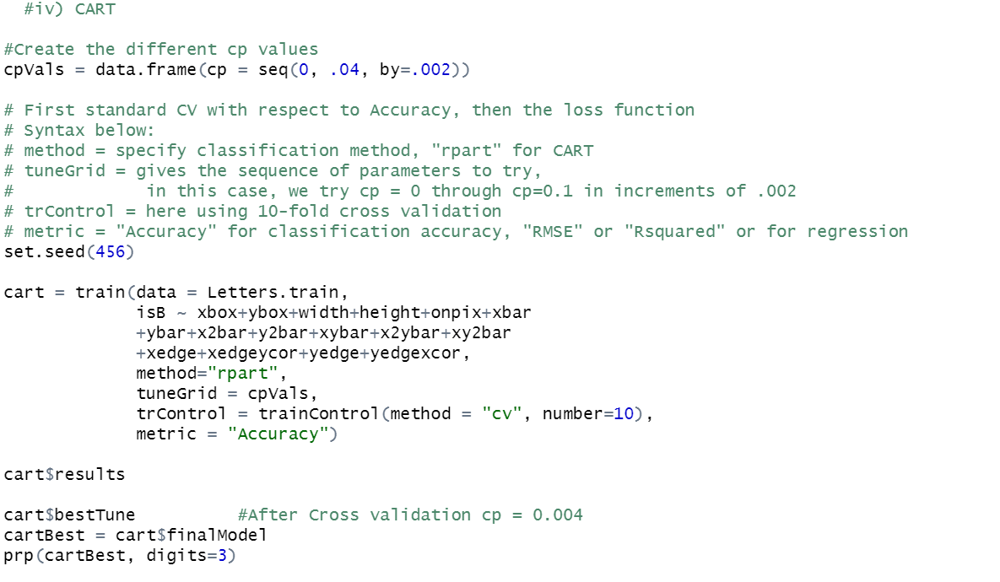 #iv) CART
#Create the different cp values
cpVals = data.frame(cp = seq(0, .04, by=.002))
# First standard CV with respect to Accuracy, then the loss function
# Syntax below:
# method = specify classification method, "rpart" for CART
# tuneGrid = gives the sequence of parameters to try,
#             in this case, we try cp = 0 through cp=0.1 in increments of .002
# trControl = here using 10-fold cross validation
# metric = "Accuracy" for classification accuracy, "RMSE" or "Rsquared" or for regression
set.seed(456)
cart = train(data = Letters.train,
             isB ~ xbox+ybox+width+height+onpix+xbar
             +ybar+x2bar+y2bar+xybar+x2ybar+xy2bar
             +xedge+xedgeycor+yedge+yedgexcor,
             method="rpart",
             tuneGrid = cpVals,
             trControl = trainControl(method = "cv", number=10),
             metric = "Accuracy")
cart$results
cart$bestTune          #After Cross validation cp = 0.004
cartBest = cart$finalModel
prp(cartBest, digits=3)